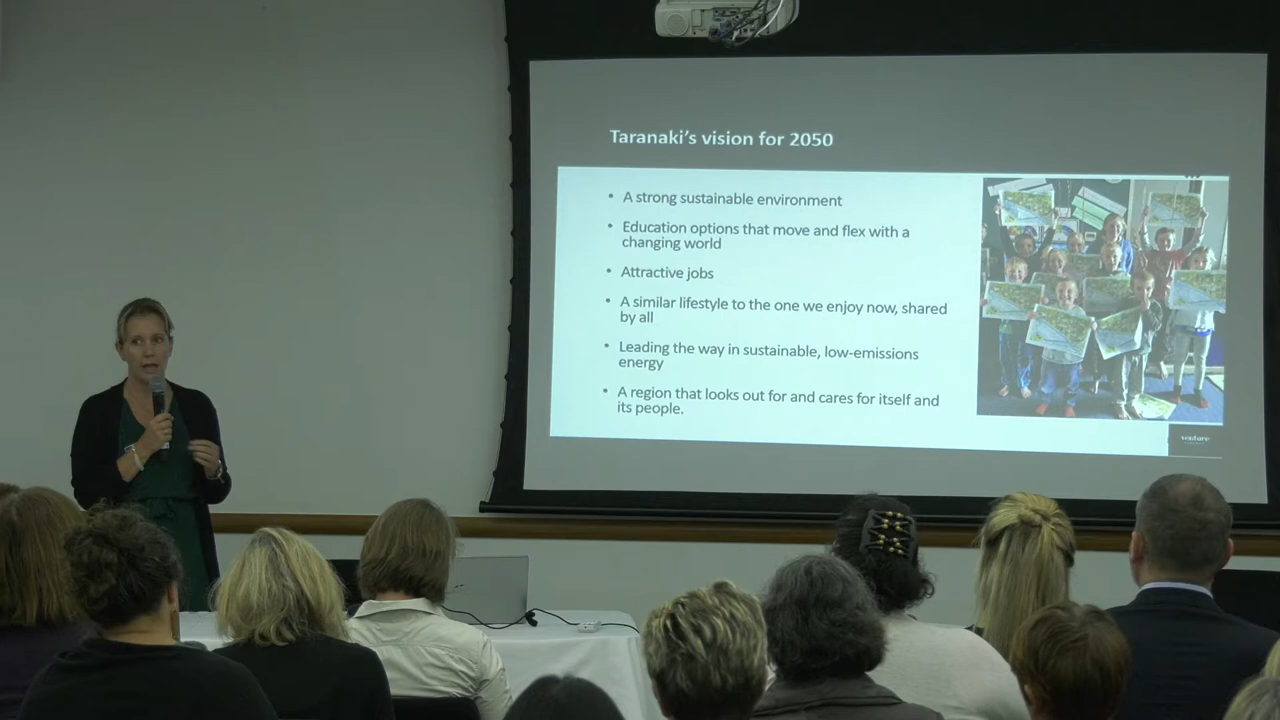 Taranaki's vision for 2050
• A strong sustainable environment
• Education options that move and flex with a
changing world
• Attractive jobs
• A similar lifestyle to the one we enjoy now, shared
by all
• Leading the way in sustainable, low-emissions
energy
• A region that looks out for and cares for itself and
its people.
venture